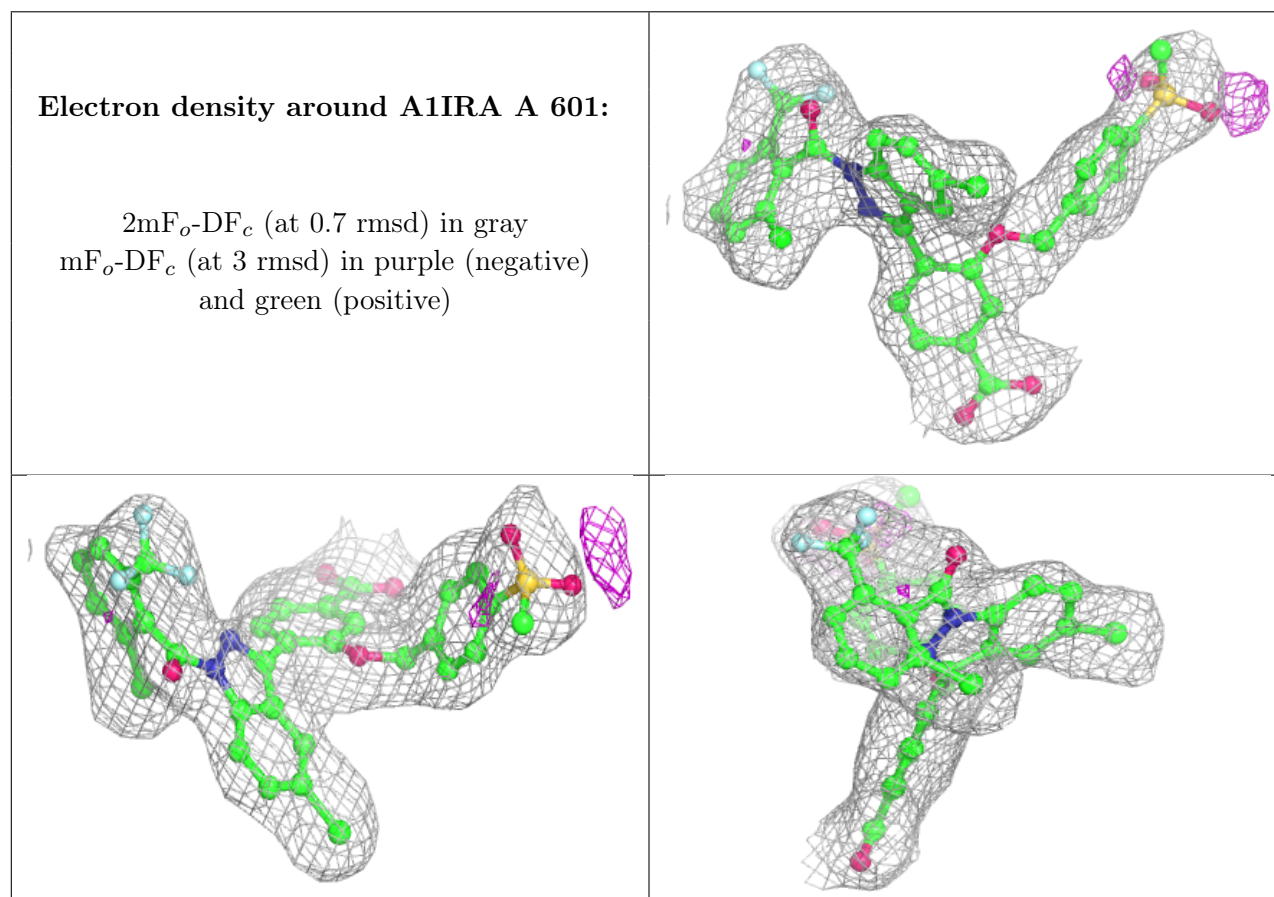 Electron density around A1IRA A 601:
2mFo-DFc (at 0.7 rmsd) in gray
mFo-DFc (at 3 rmsd) in purple (negative)
and green (positive)